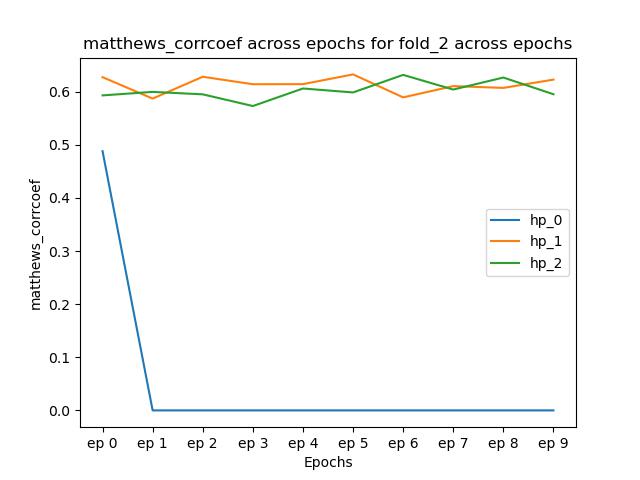 matthews_corrcoef across epochs for fold_2 across epochs
matthews_corrcoef
0.6
0.5
0.4
0.3
0.2
0.1
0.0
hp_0
hp_1
hp_2
ep 0 ep 1 ep 2 ep 3 ep 4 ep 5 ep 6 ep 7 ep 8 ep 9
Epochs